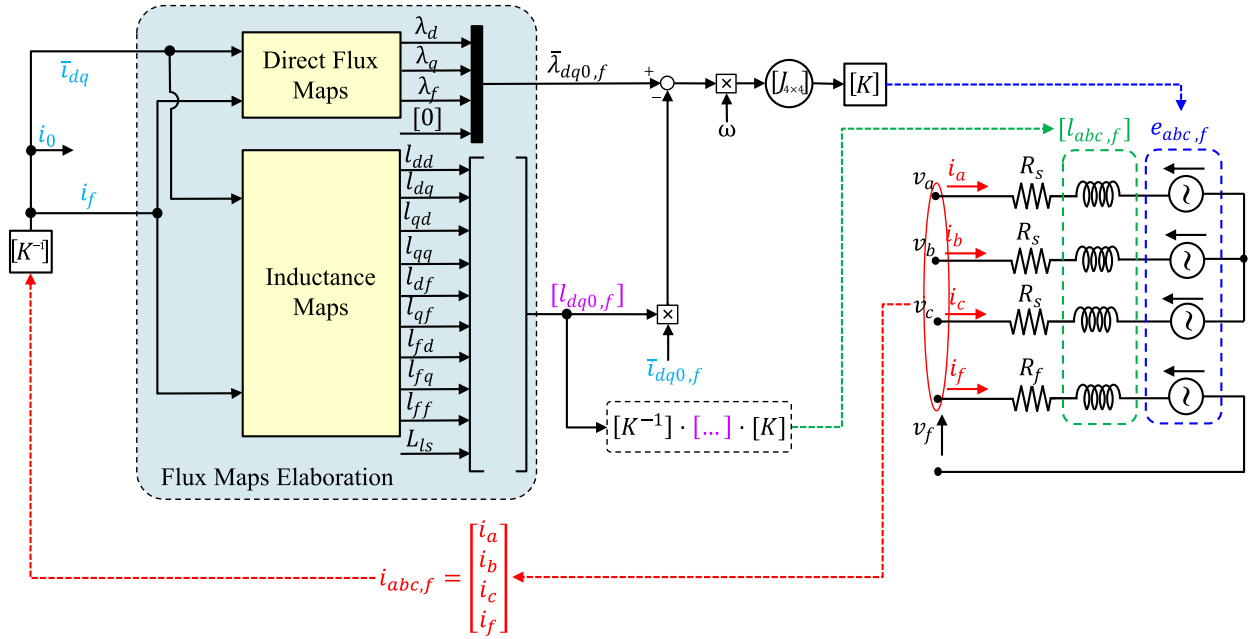 ῑ_dq
i_0
i_f
[K⁻¹]
Direct Flux
Maps
λ_d
λ_q
λ_f
[0]
Inductance
Maps
l_dd
l_dq
l_qd
l_qq
l_df
l_qf
l_fd
l_fq
l_ff
L_ls
Flux Maps Elaboration
λ̄_dq0,f
+
−
×
ω
[J_4×4]
[K]
[l_dq0,f]
×
ῑ_dq0,f
[K⁻¹] · [...] · [K]
[l_abc,f]
e_abc,f
v_a
i_a
R_s
~
v_b
i_b
R_s
~
v_c
i_c
R_s
~
i_f
R_f
~
v_f
i_abc,f = [i_a
i_b
i_c
i_f]